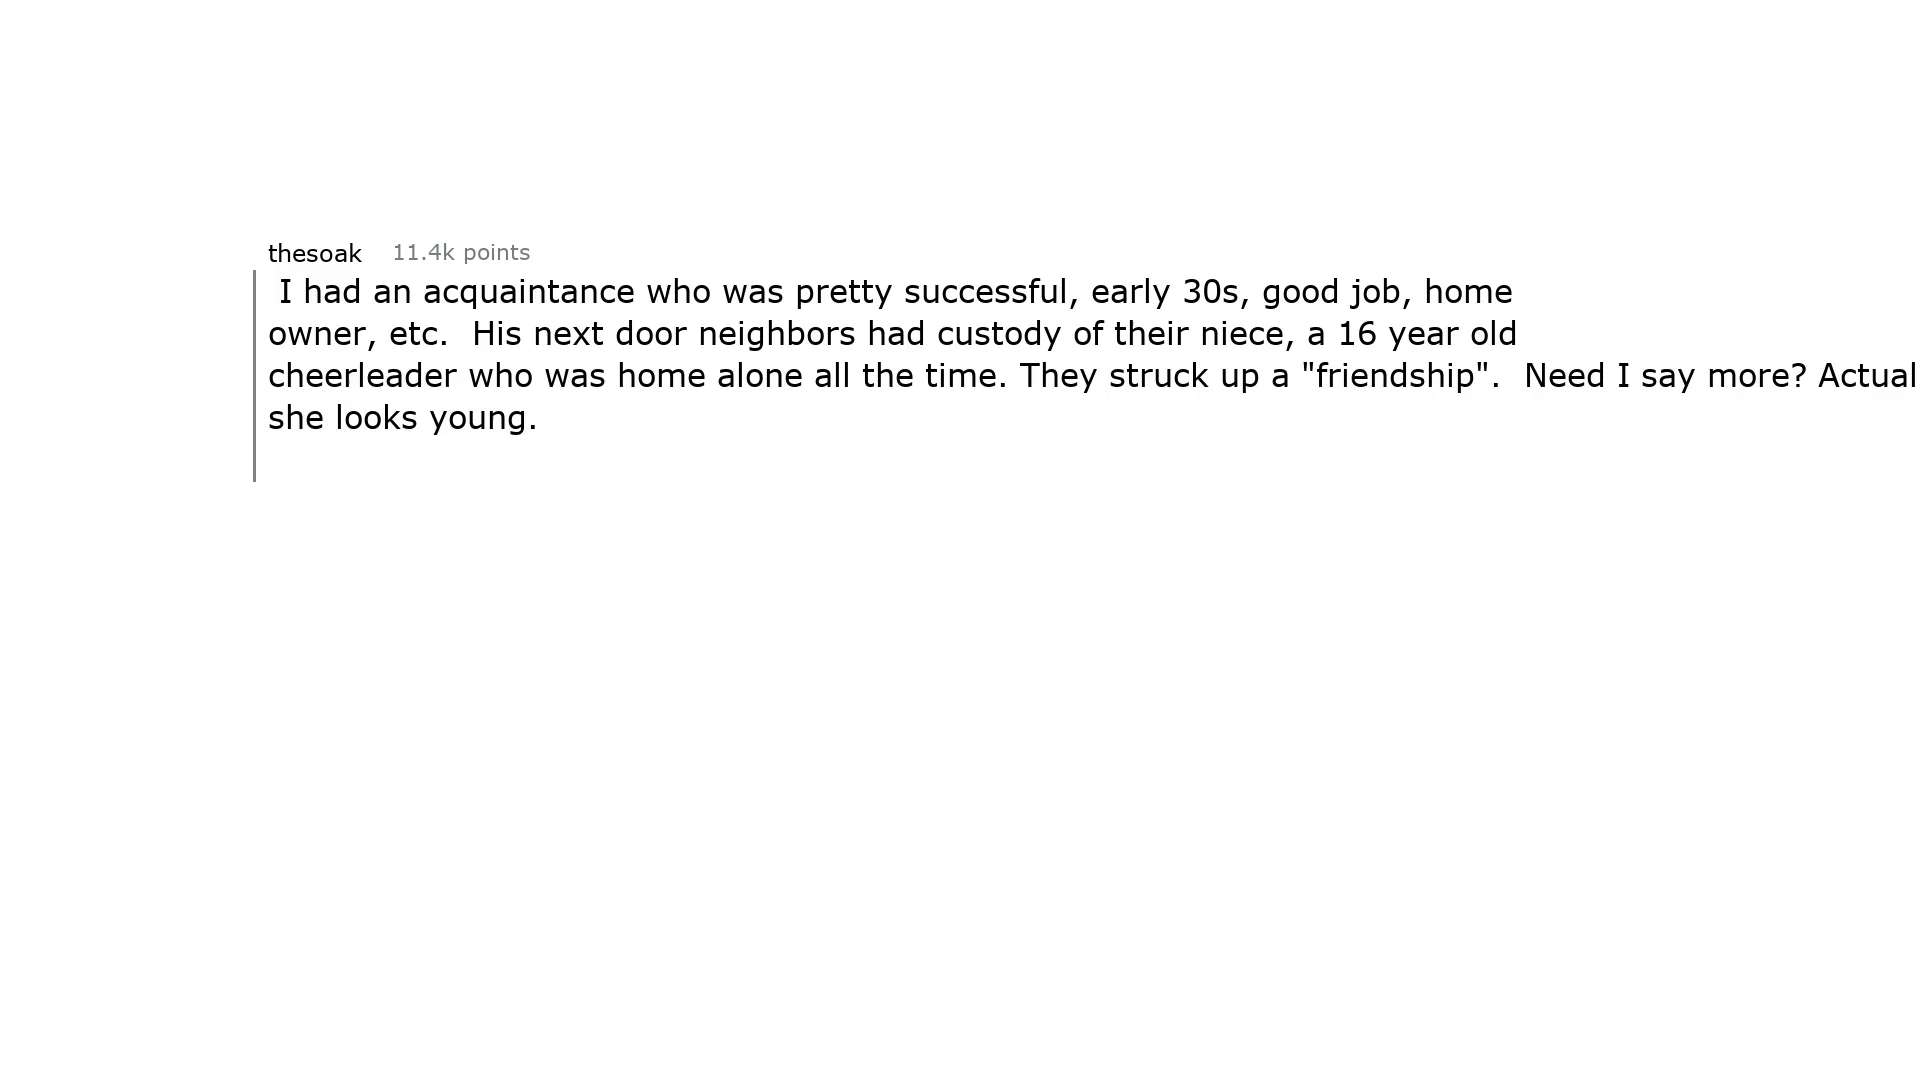 thesoak 11.4k points
I had an acquaintance who was pretty successful, early 30s, good job, home
owner, etc.  His next door neighbors had custody of their niece, a 16 year old
cheerleader who was home alone all the time. They struck up a "friendship".  Need I say more? Actual
she looks young.